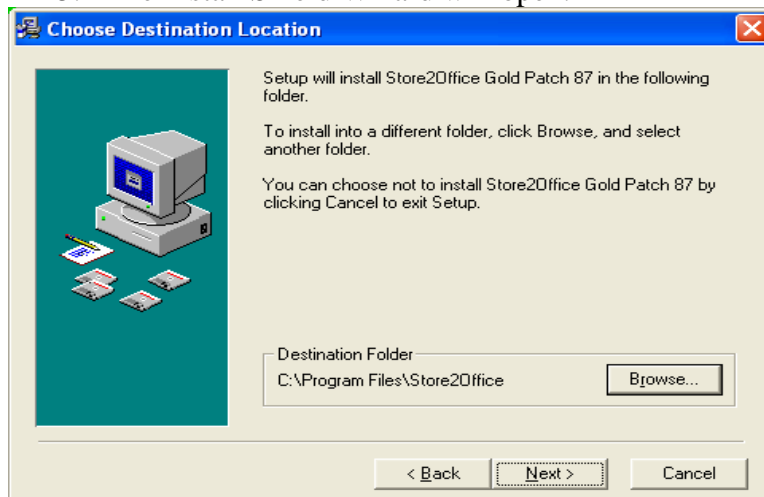 Choose Destination Location
Setup will install Store2Office Gold Patch 87 in the following
folder.
To install into a different folder, click Browse, and select
another folder.
You can choose not to install Store2Office Gold Patch 87 by
clicking Cancel to exit Setup.
Destination Folder
C:\Program Files\Store2Office
Browse...
< Back
Next >
Cancel